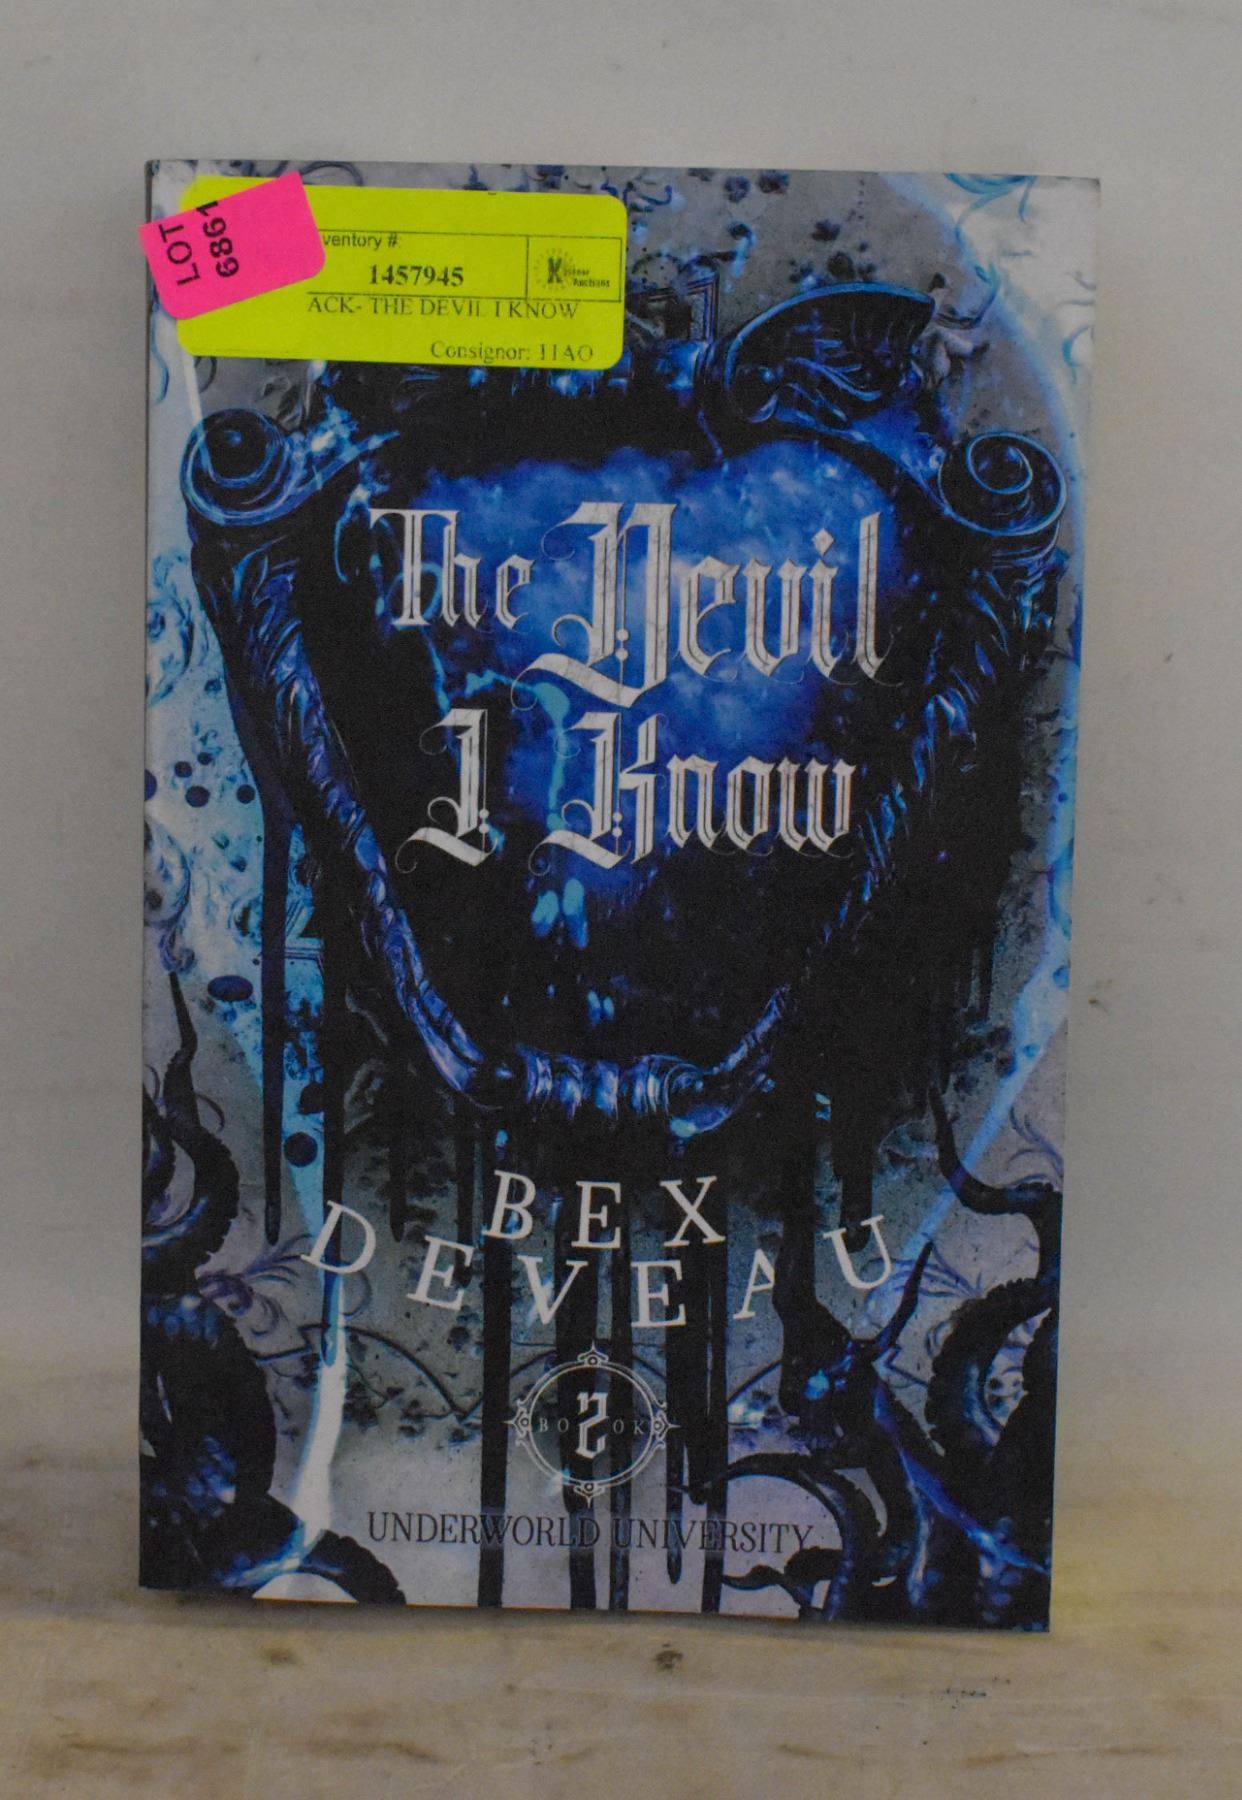 LOT
6861
ventory #:
1457945
K
Auctions
ACK- THE DEVIL I KNOW
Consignor: 11AO
The Devil
I Know
BEX
DEVEAU
BOOK
2
UNDERWORLD UNIVERSITY